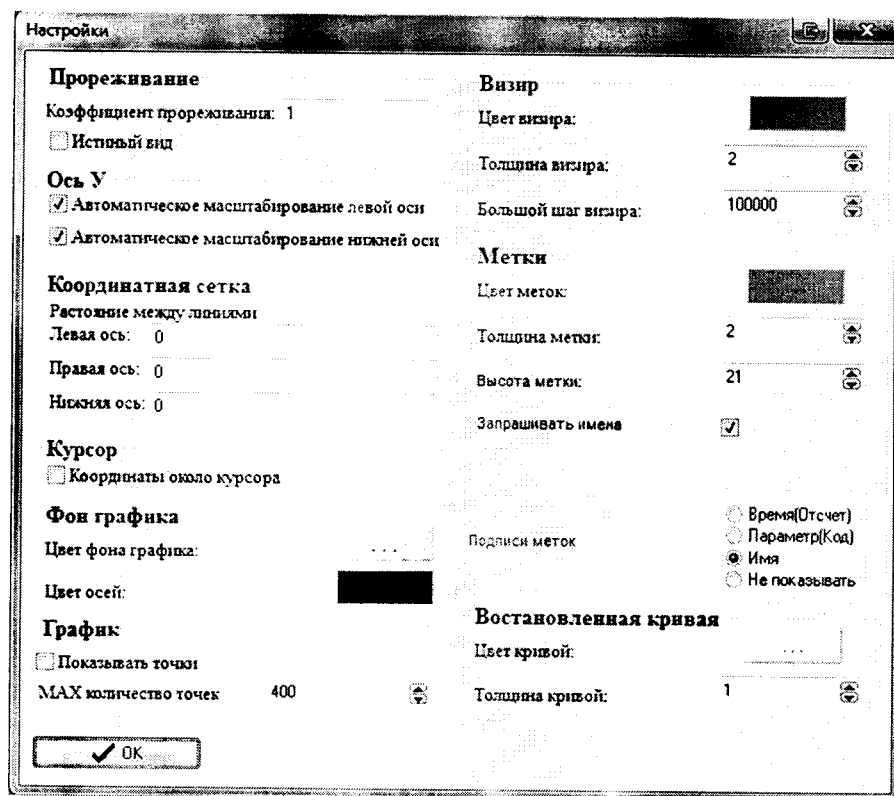 Настройки
Прореживание
Коэффициент прореживания: 1
Истиный вид
Ось У
Автоматическое масштабирование левой оси
Автоматическое масштабирование нижней оси
Координатная сетка
Растояние между линиями
Левая ось: 0
Правая ось: 0
Нижняя ось: 0
Курсор
Координаты около курсора
Фон графика
Цвет фона графика: ...
Цвет осей:
График
Показывать точки
МАХ количество точек 400
OK
Визир
Цвет визира:
Толщина визира: 2
Большой шаг визира: 100000
Метки
Цвет меток:
Толщина метки: 2
Высота метки: 21
Запрашивать имена
Подписи меток
Время(Отсчет)
Параметр(Код)
Имя
Не показывать
Востановленная кривая
Цвет кривой: ...
Толщина кривой: 1